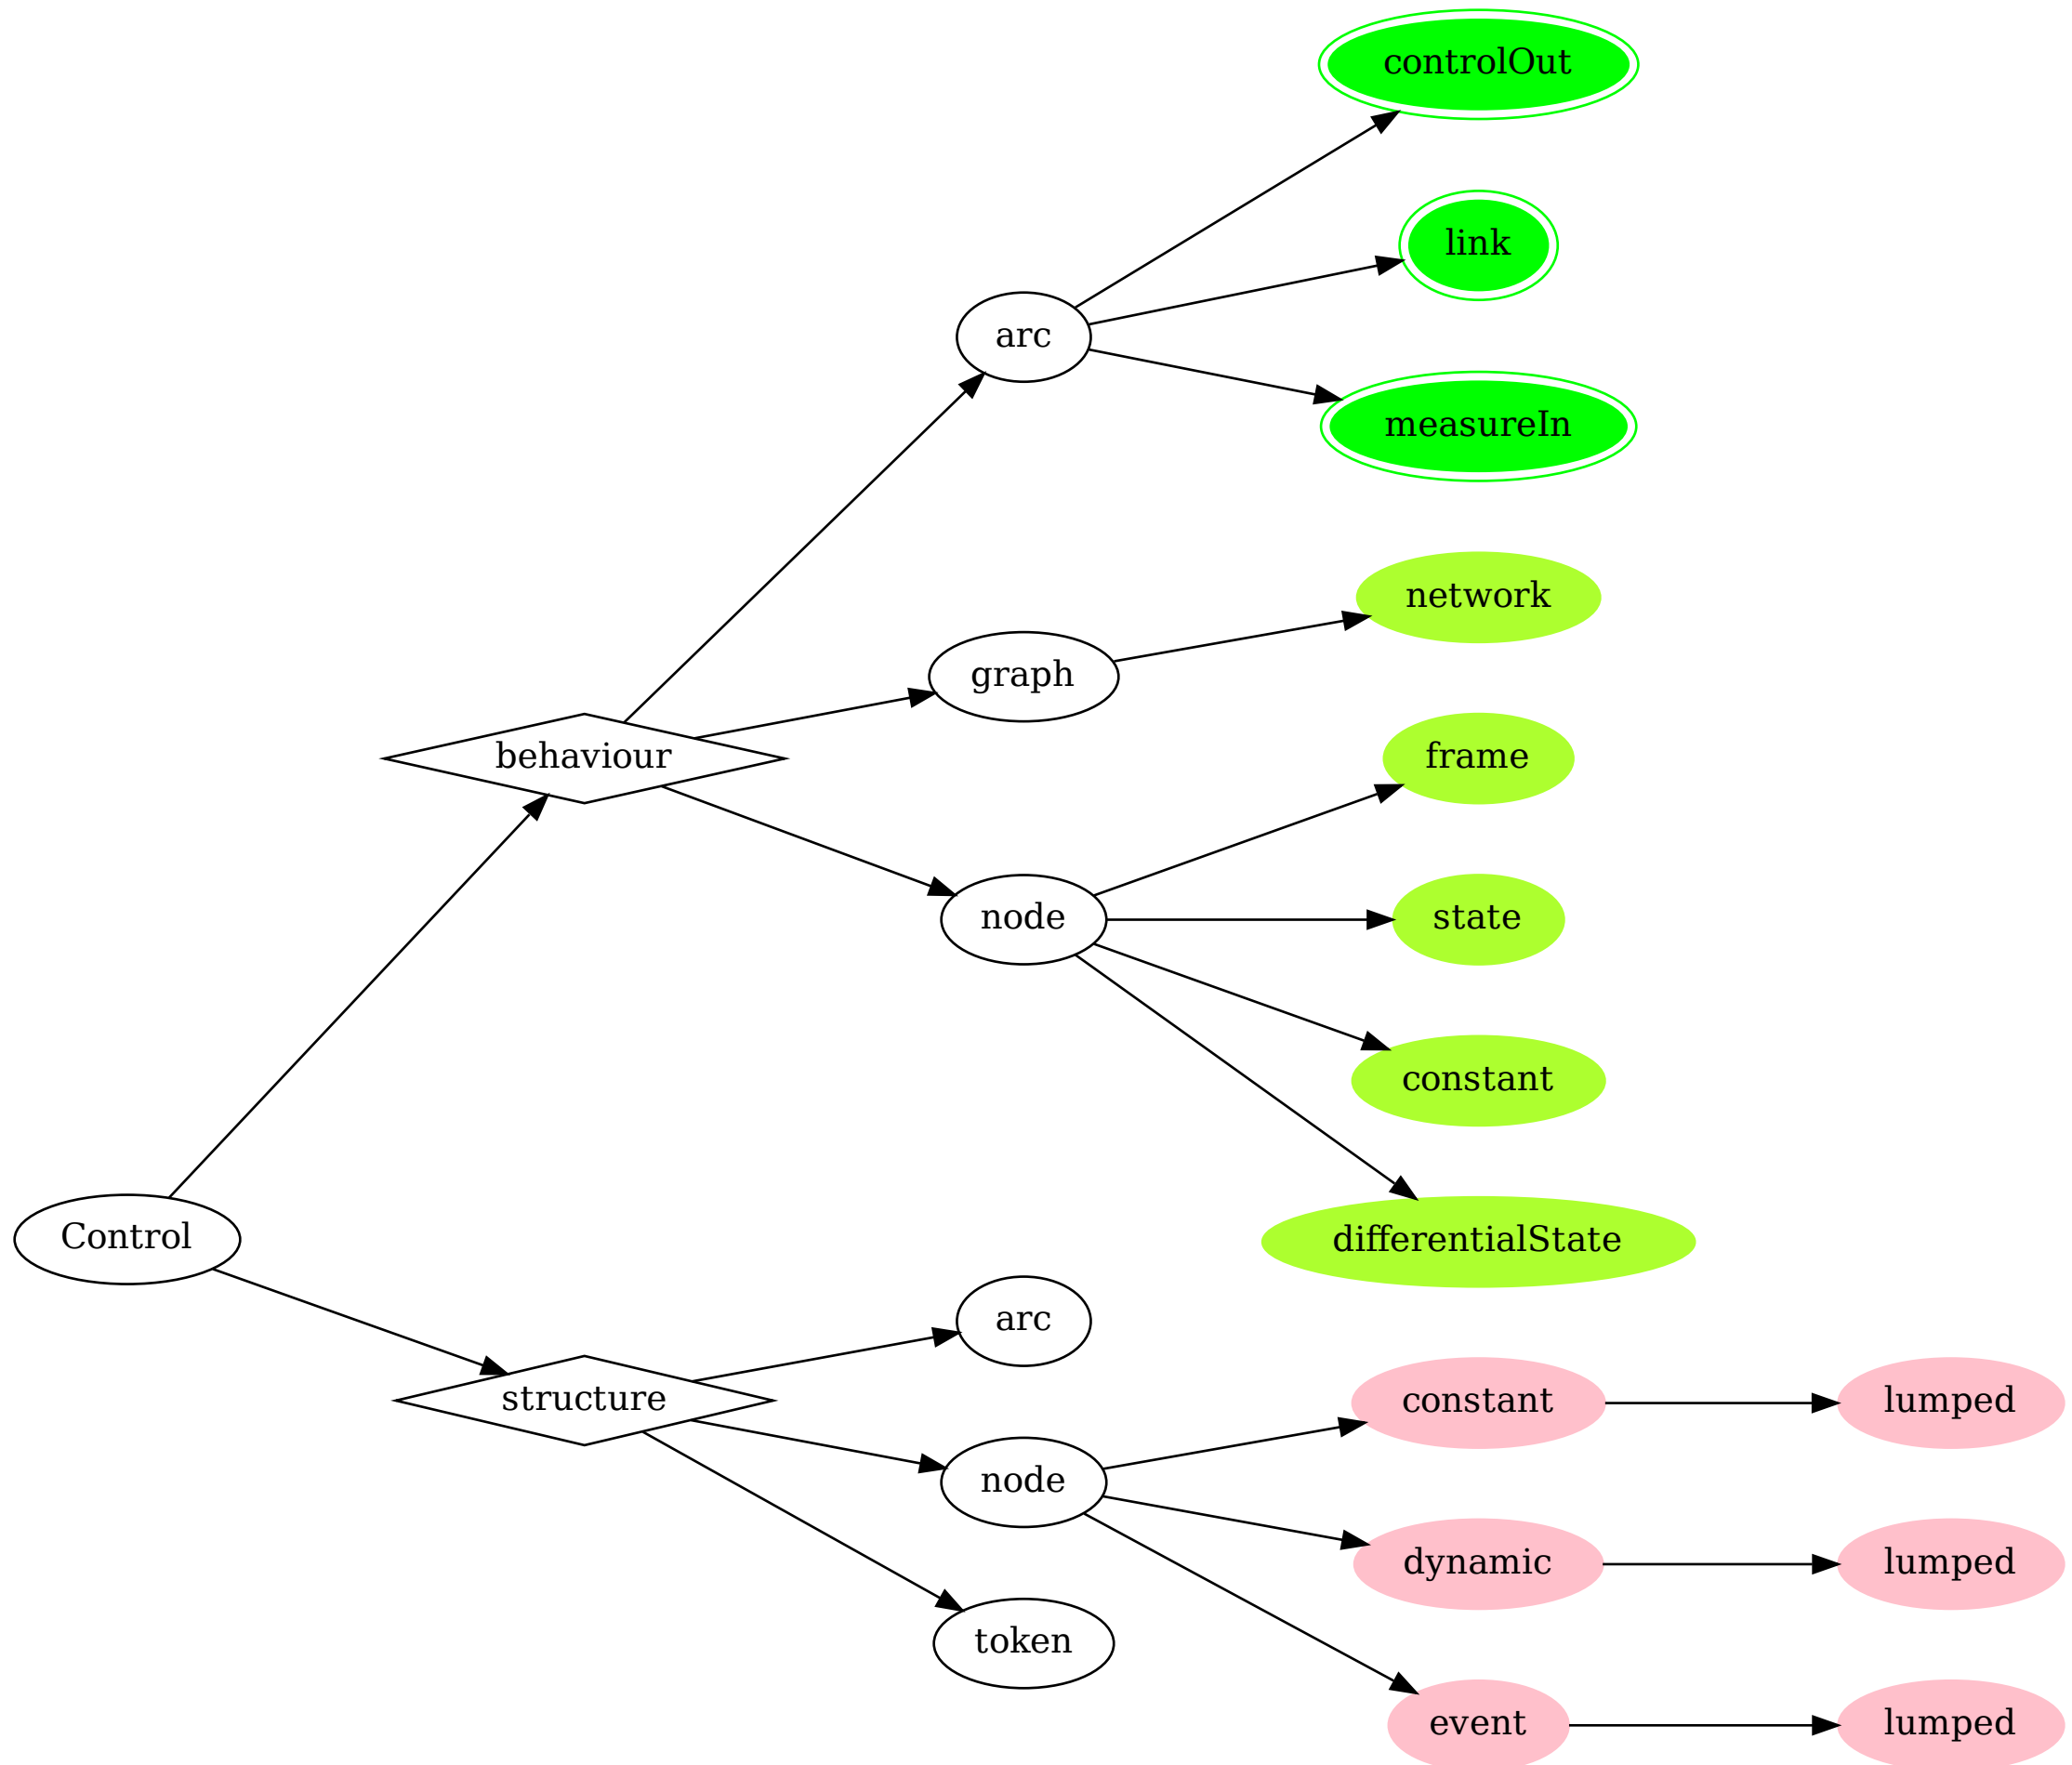 controlOut
link
arc
measureIn
network
graph
behaviour
frame
node
state
constant
differentialState
Control
arc
structure
constant
lumped
node
dynamic
lumped
token
event
lumped